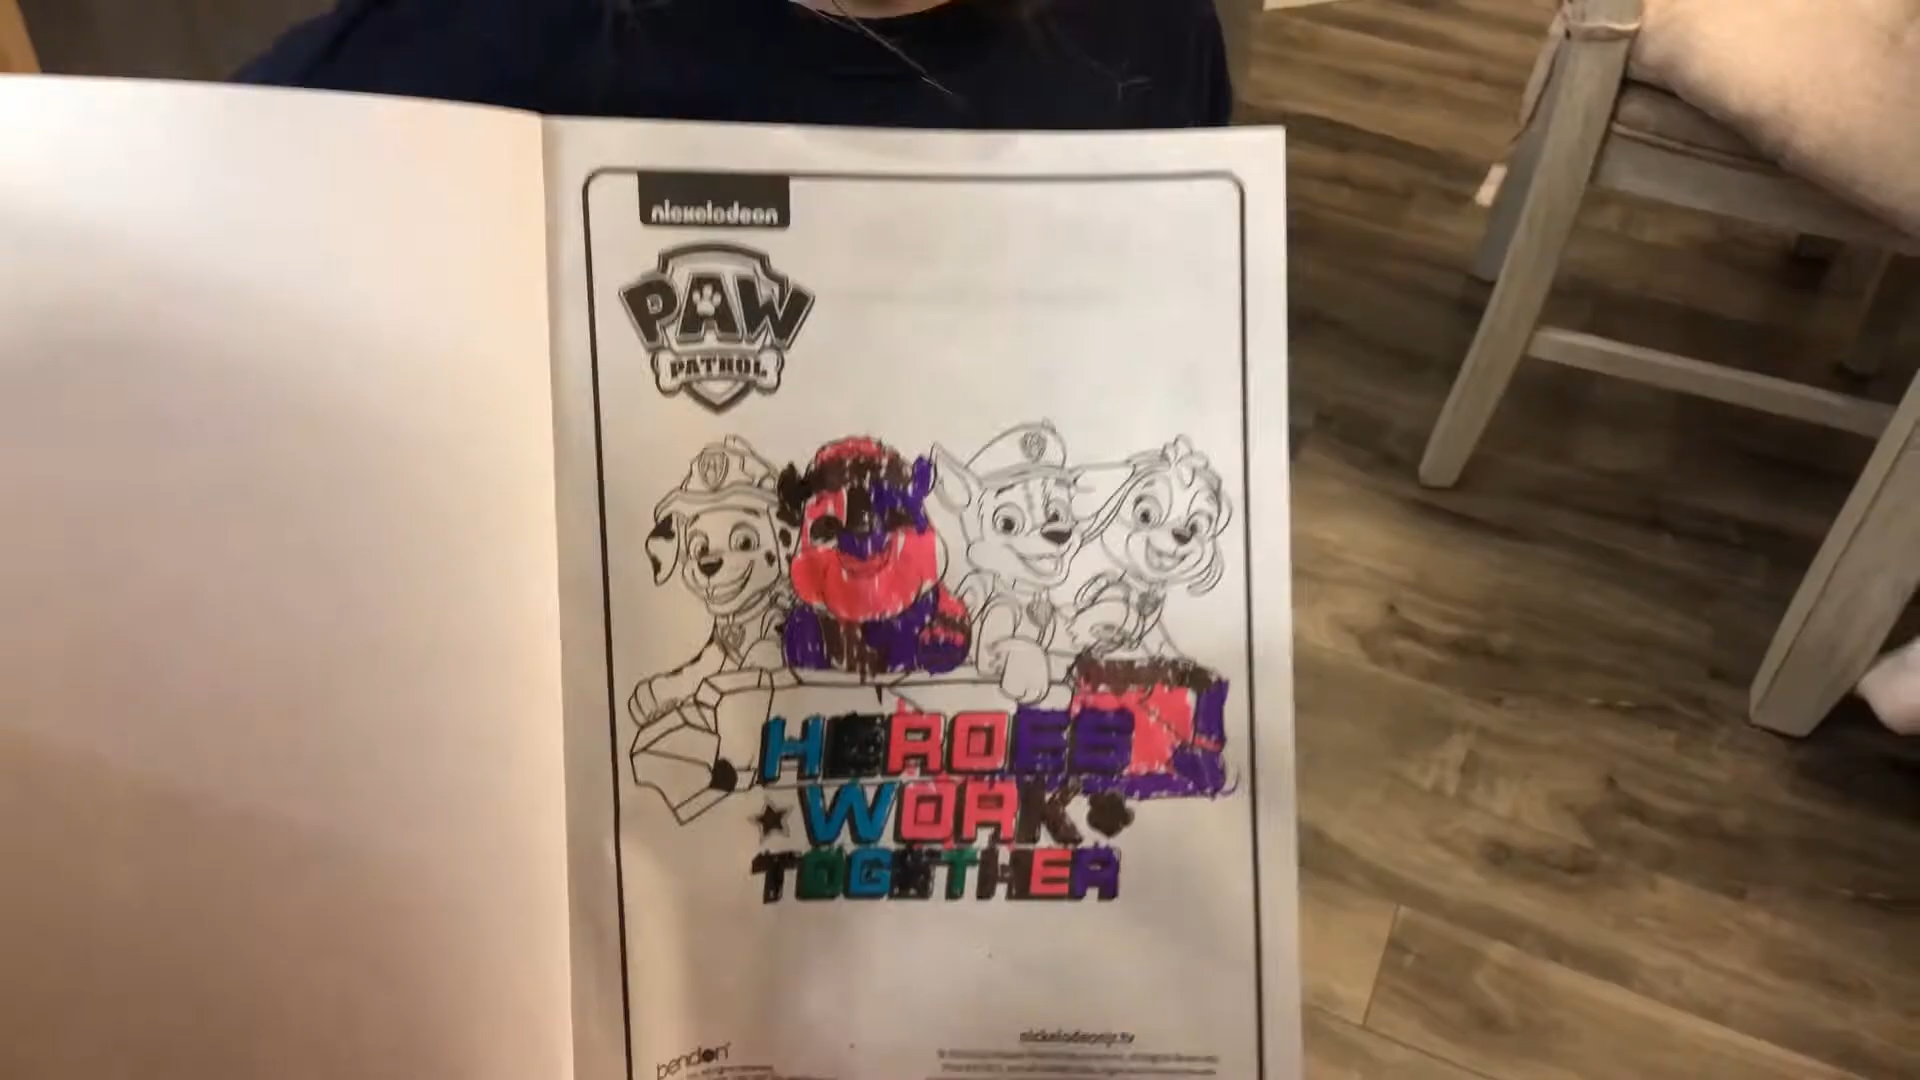 nickelodeon
PAW
PATROL
HEROES
WORK
TOGETHER
nickelodeonjr.tv
bendon